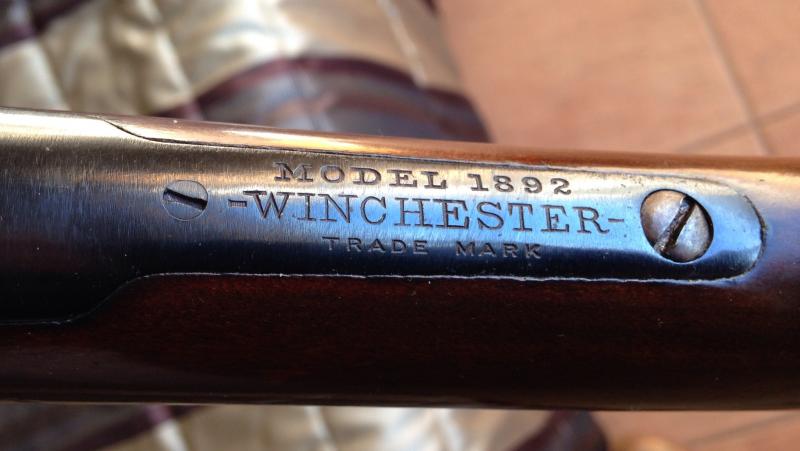 MODEL 1892
-WINCHESTER-
TRADE MARK